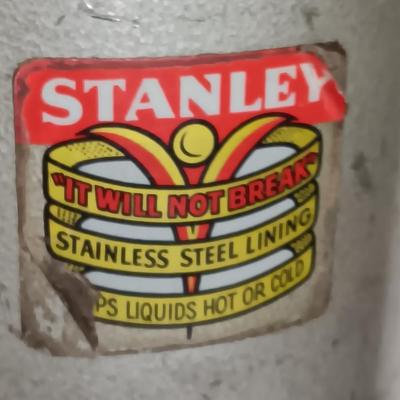 STANLEY
"IT WILL NOT BREAK"
STAINLESS STEEL LINING
PS LIQUIDS HOT OR COLD